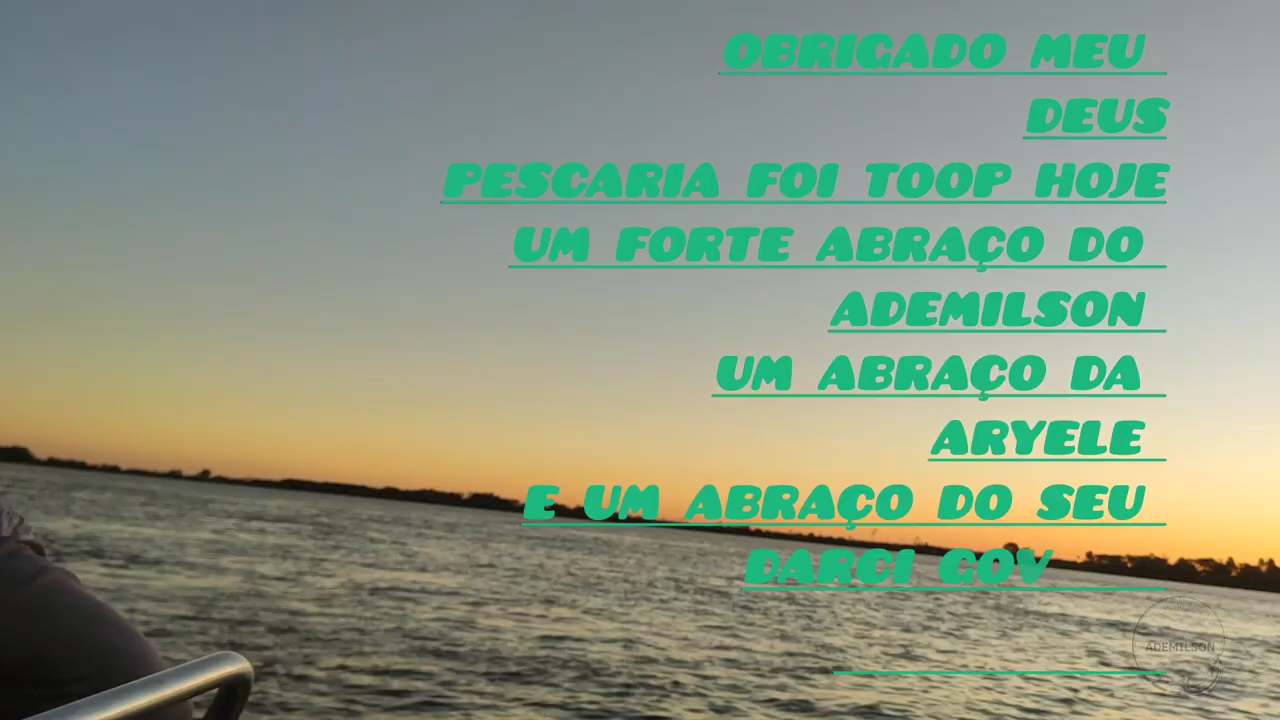 OBRIGADO MEU
DEUS
PESCARIA FOI TOOP HOJE
UM FORTE ABRAÇO DO
ADEMILSON
UM ABRAÇO DA
ARYELE
E UM ABRAÇO DO SEU
DARCI GOV
ADEMILSON